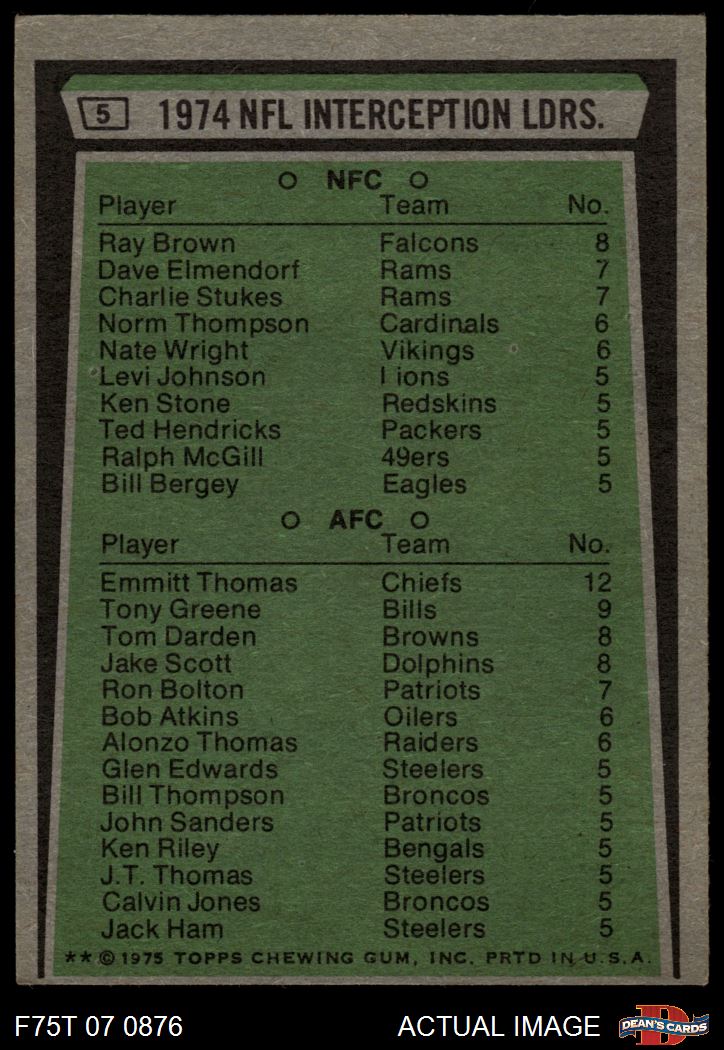 5 1974 NFL INTERCEPTION LDRS.
NFC
Player Team No.
Ray Brown Falcons 8
Dave Elmendorf Rams 7
Charlie Stukes Rams 7
Norm Thompson Cardinals 6
Nate Wright Vikings 6
Levi Johnson Lions 5
Ken Stone Redskins 5
Ted Hendricks Packers 5
Ralph McGill 49ers 5
Bill Bergey Eagles 5
AFC
Player Team No.
Emmitt Thomas Chiefs 12
Tony Greene Bills 9
Tom Darden Browns 8
Jake Scott Dolphins 8
Ron Bolton Patriots 7
Bob Atkins Oilers 6
Alonzo Thomas Raiders 6
Glen Edwards Steelers 5
Bill Thompson Broncos 5
John Sanders Patriots 5
Ken Riley Bengals 5
J.T. Thomas Steelers 5
Calvin Jones Broncos 5
Jack Ham Steelers 5
** © 1975 TOPPS CHEWING GUM, INC. PRTD IN U.S.A.
F75T 07 0876 ACTUAL IMAGE D DEAN'S CARDS